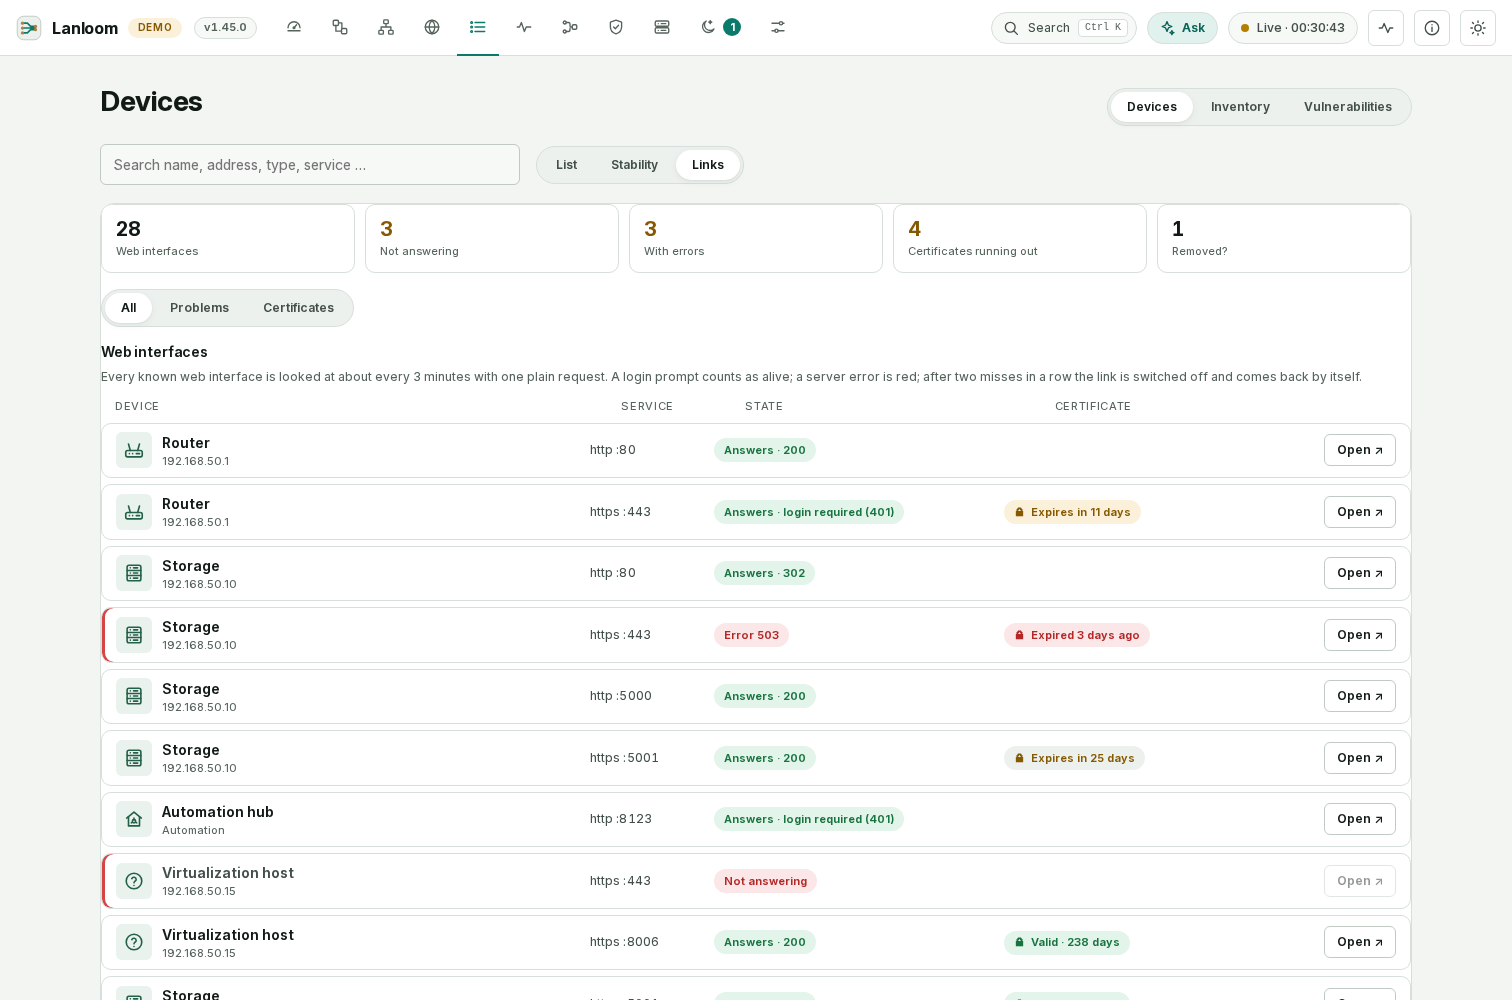 Lanloom DEMO v1.45.0 1 Search Ctrl K Ask Live · 00:30:43
Devices
Devices Inventory Vulnerabilities
Search name, address, type, service ...
List Stability Links
28 3 3 4 1
Web interfaces Not answering With errors Certificates running out Removed?
All Problems Certificates
Web interfaces
Every known web interface is looked at about every 3 minutes with one plain request. A login prompt counts as alive; a server error is red; after two misses in a row the link is switched off and comes back by itself.
DEVICE SERVICE STATE CERTIFICATE
Router
192.168.50.1
http :80 Answers · 200 Open ↗
Router
192.168.50.1
https :443 Answers · login required (401) Expires in 11 days Open ↗
Storage
192.168.50.10
http :80 Answers · 302 Open ↗
Storage
192.168.50.10
https :443 Error 503 Expired 3 days ago Open ↗
Storage
192.168.50.10
http :5000 Answers · 200 Open ↗
Storage
192.168.50.10
https :5001 Answers · 200 Expires in 25 days Open ↗
Automation hub
Automation
http :8123 Answers · login required (401) Open ↗
Virtualization host
192.168.50.15
https :443 Not answering Open ↗
Virtualization host
192.168.50.15
https :8006 Answers · 200 Valid · 238 days Open ↗
Storage